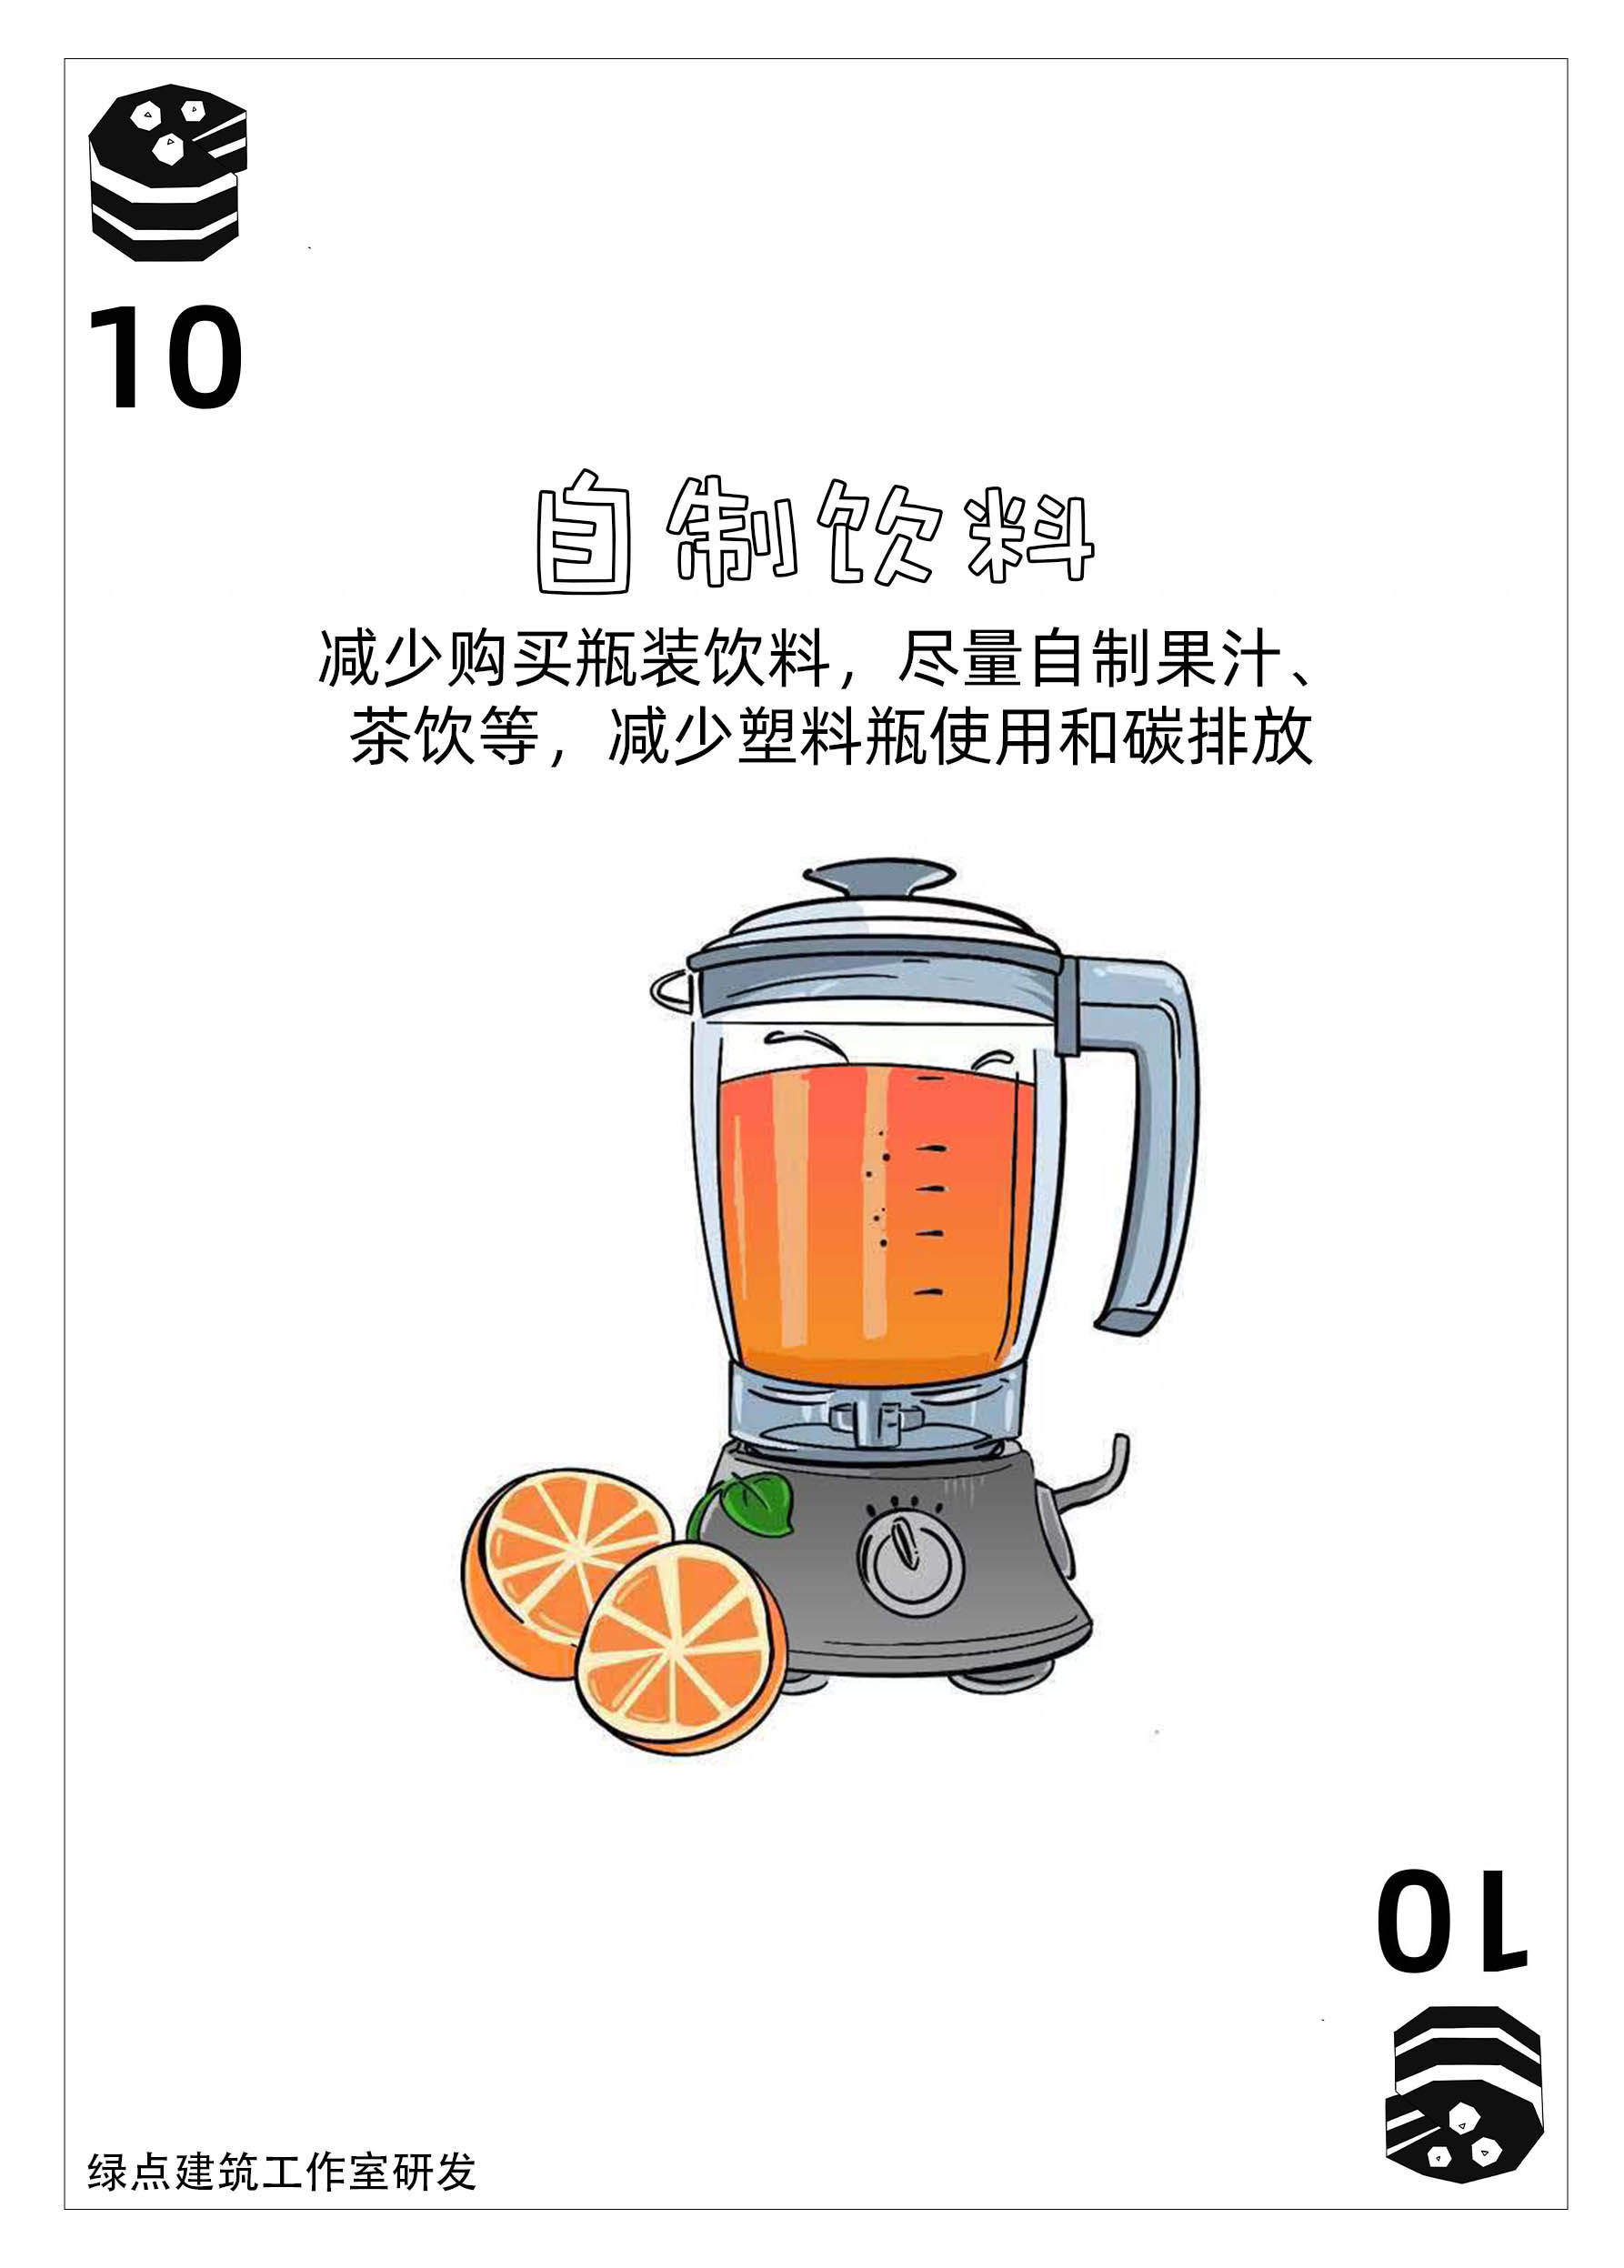 10
自制饮料
减少购买瓶装饮料，尽量自制果汁、
茶饮等，减少塑料瓶使用和碳排放
10
绿点建筑工作室研发